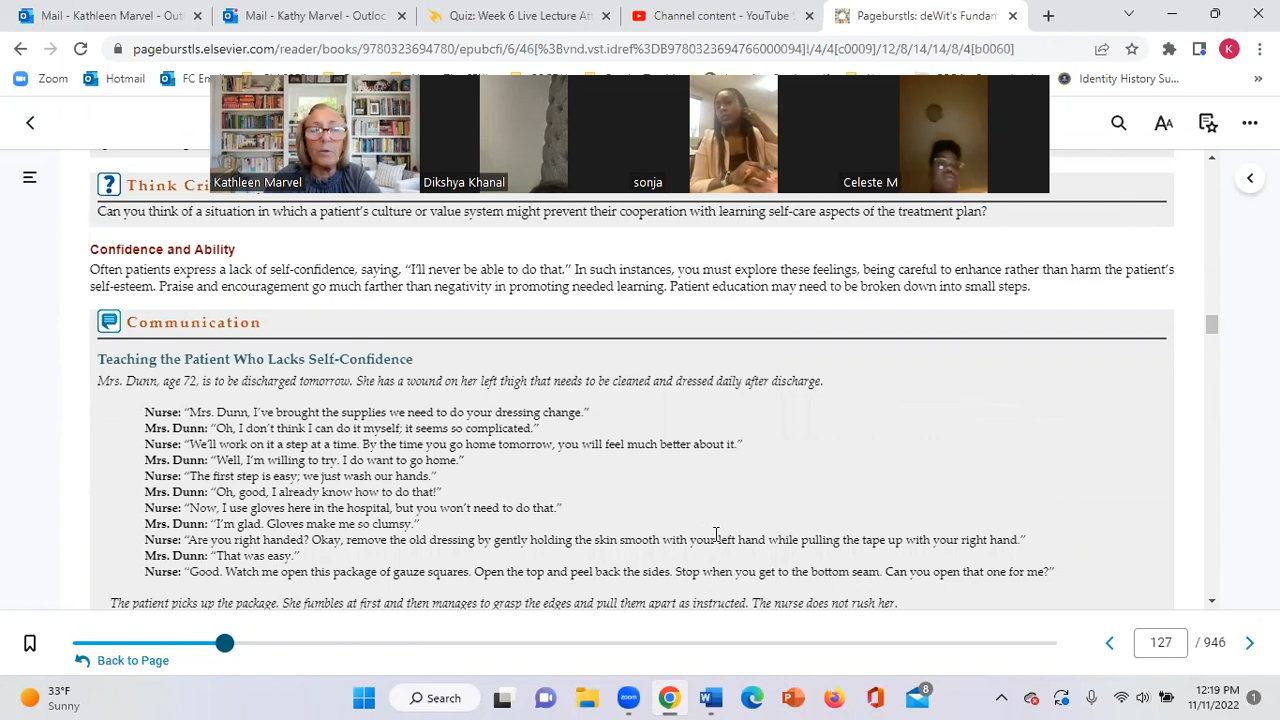 Mail - Kathleen Marvel - Out
Mail - Kathy Marvel - Outloo
Quiz: Week 6 Live Lecture At
Channel content - YouTube S
Pageburstls: deWit's Fundam
pageburstls.elsevier.com/reader/books/9780323694780/epubcfi/6/46[%3Bvnd.vst.idref%3DB9780323694766000094]!/4/4[c0009]/12/8/14/14/8/4[b0060]
K
Zoom
Hotmail
FC Em
Identity History Su...
»
Kathleen Marvel
Dikshya Khanal
sonja
Celeste M
AA
? Think Cri
Can you think of a situation in which a patient's culture or value system might prevent their cooperation with learning self-care aspects of the treatment plan?
Confidence and Ability
Often patients express a lack of self-confidence, saying, “I'll never be able to do that.” In such instances, you must explore these feelings, being careful to enhance rather than harm the patient's
self-esteem. Praise and encouragement go much farther than negativity in promoting needed learning. Patient education may need to be broken down into small steps.
Communication
Teaching the Patient Who Lacks Self-Confidence
Mrs. Dunn, age 72, is to be discharged tomorrow. She has a wound on her left thigh that needs to be cleaned and dressed daily after discharge.
Nurse: “Mrs. Dunn, I've brought the supplies we need to do your dressing change.”
Mrs. Dunn: “Oh, I don't think I can do it myself; it seems so complicated.”
Nurse: “We'll work on it a step at a time. By the time you go home tomorrow, you will feel much better about it.”
Mrs. Dunn: “Well, I'm willing to try. I do want to go home.”
Nurse: “The first step is easy; we just wash our hands.”
Mrs. Dunn: “Oh, good, I already know how to do that!”
Nurse: “Now, I use gloves here in the hospital, but you won't need to do that.”
Mrs. Dunn: “I'm glad. Gloves make me so clumsy.”
Nurse: “Are you right handed? Okay, remove the old dressing by gently holding the skin smooth with your left hand while pulling the tape up with your right hand.”
Mrs. Dunn: “That was easy.”
Nurse: “Good. Watch me open this package of gauze squares. Open the top and peel back the sides. Stop when you get to the bottom seam. Can you open that one for me?”
The patient picks up the package. She fumbles at first and then manages to grasp the edges and pull them apart as instructed. The nurse does not rush her.
127 / 946
Back to Page
33°F
Sunny
Search
8
12:19 PM
11/11/2022
1